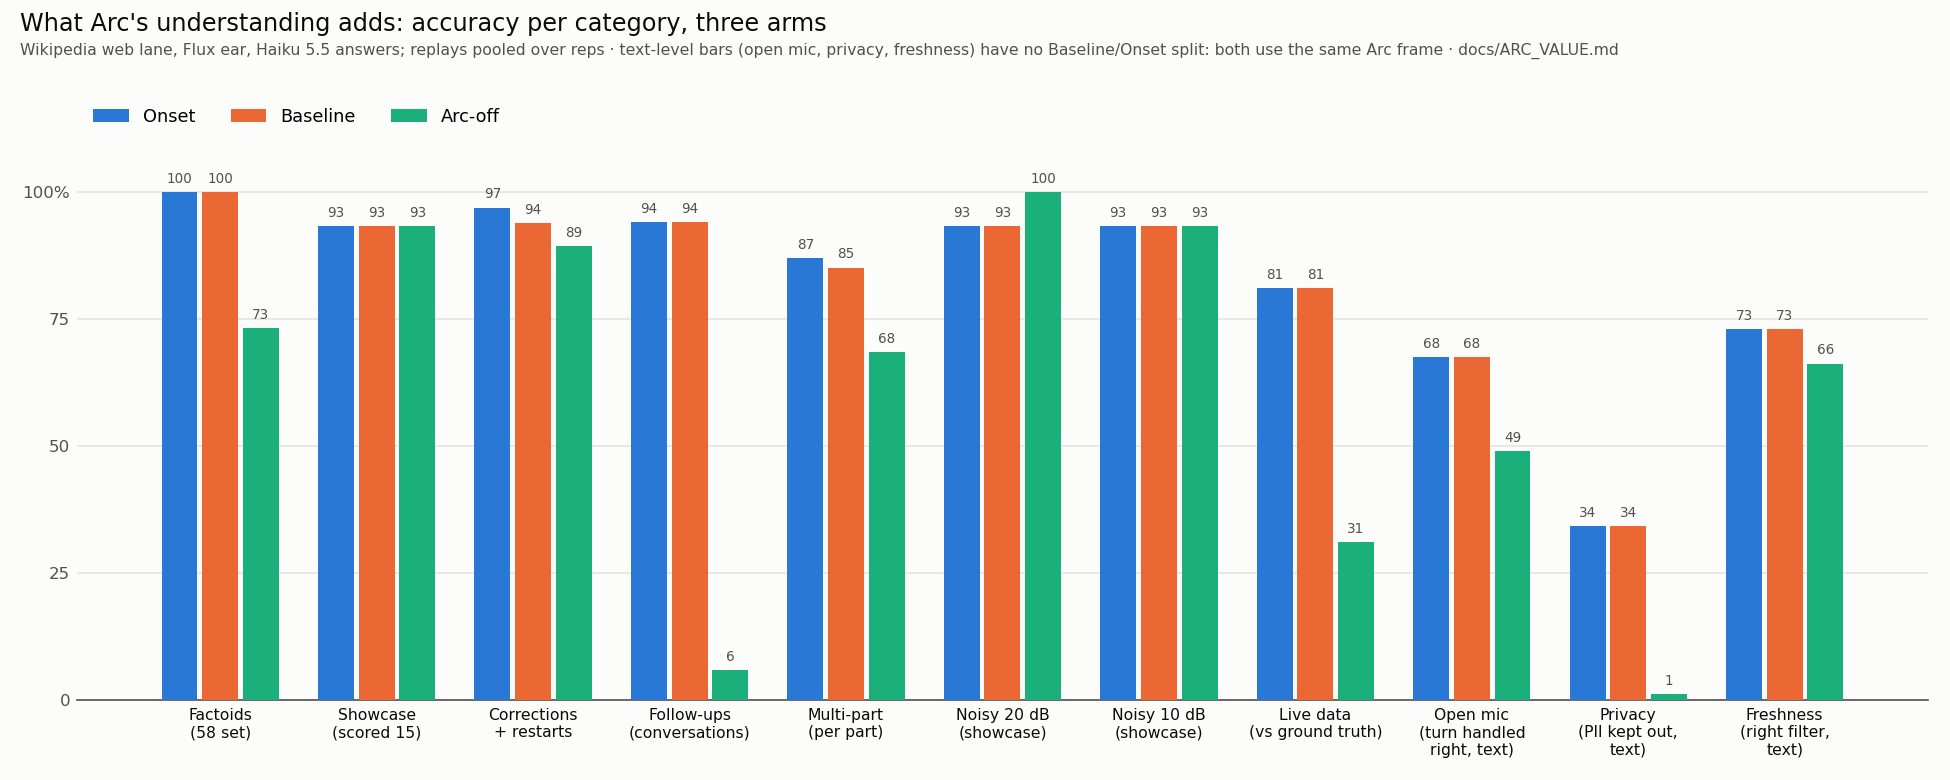 What Arc's understanding adds: accuracy per category, three arms
Wikipedia web lane, Flux ear, Haiku 5.5 answers; replays pooled over reps · text-level bars (open mic, privacy, freshness) have no Baseline/Onset split: both use the same Arc frame · docs/ARC_VALUE.md
Onset Baseline Arc-off
100%
75
50
25
0
100 100 73
93 93 93
97 94 89
94 94 6
87 85 68
93 93 100
93 93 93
81 81 31
68 68 49
34 34 1
73 73 66
Factoids
(58 set)
Showcase
(scored 15)
Corrections
+ restarts
Follow-ups
(conversations)
Multi-part
(per part)
Noisy 20 dB
(showcase)
Noisy 10 dB
(showcase)
Live data
(vs ground truth)
Open mic
(turn handled
right, text)
Privacy
(PII kept out,
text)
Freshness
(right filter,
text)